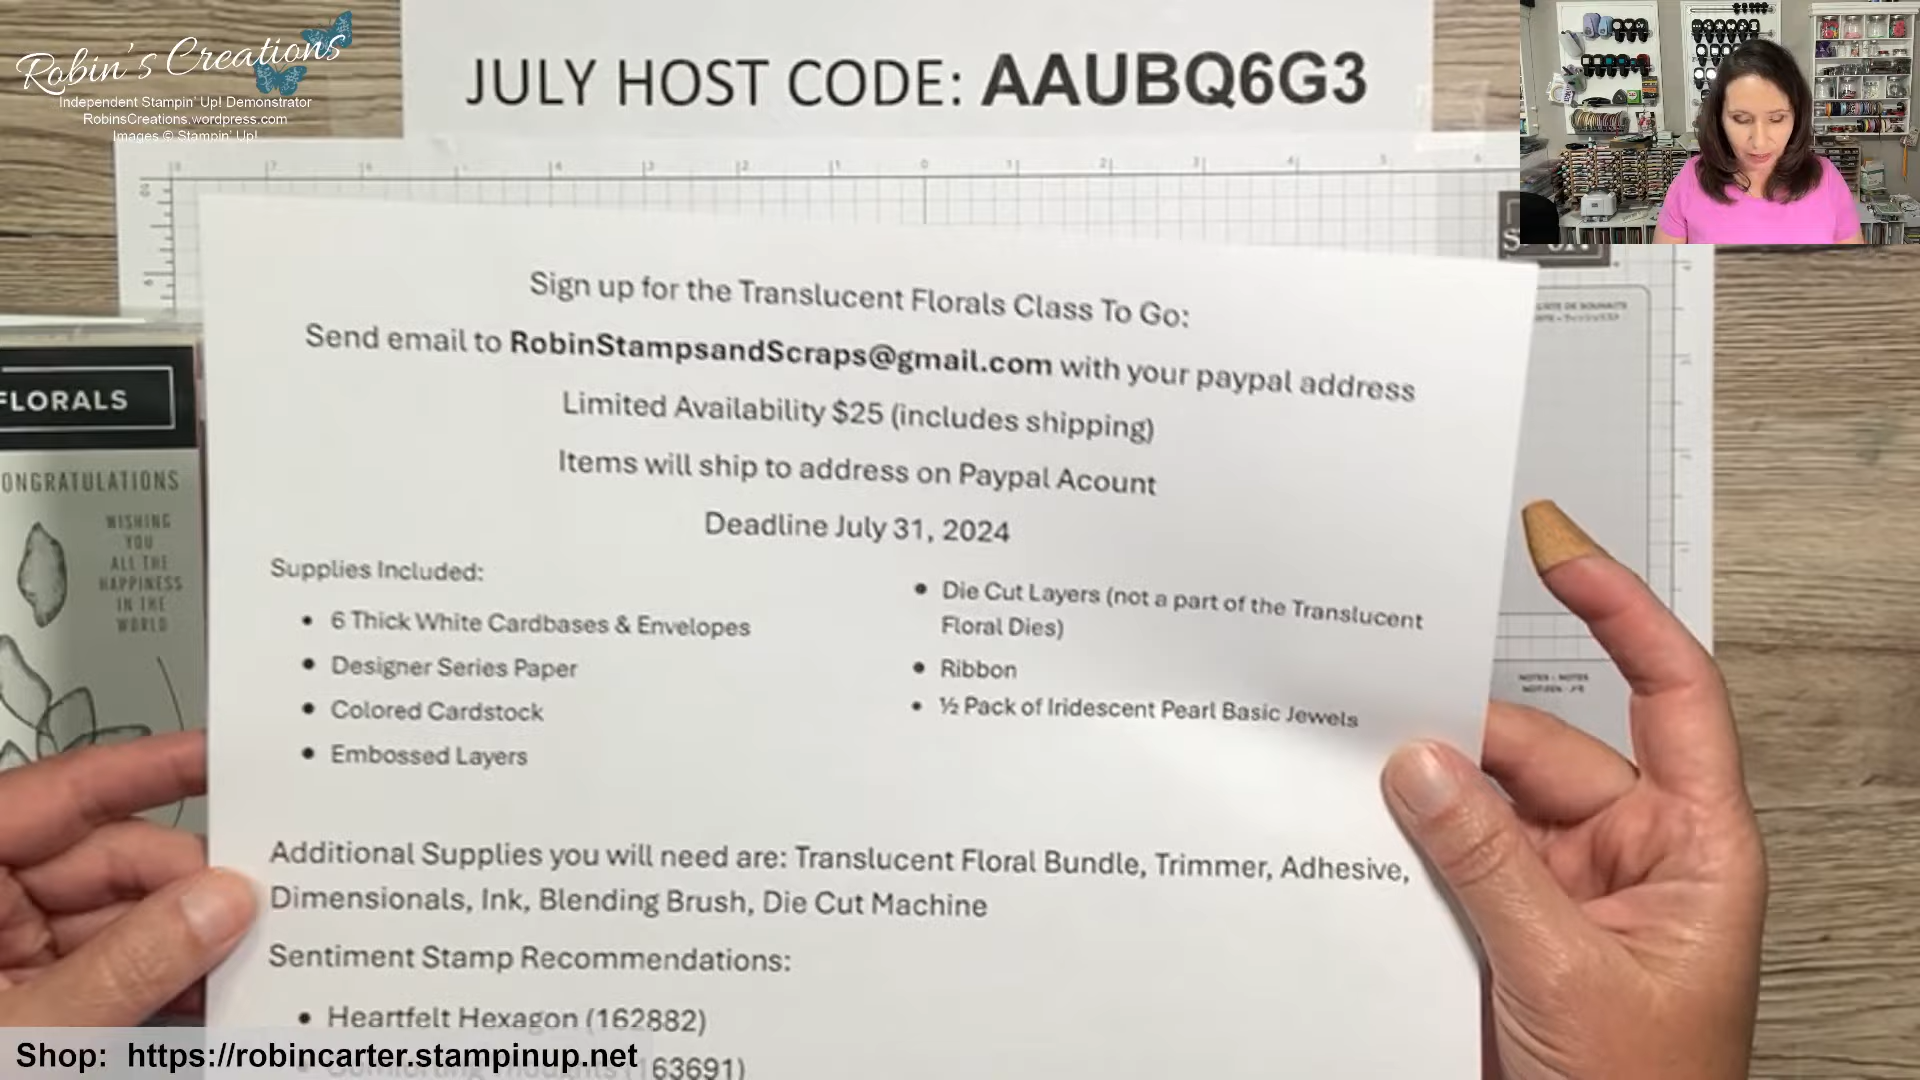 Robin's Creations
Independent Stampin' Up! Demonstrator
RobinsCreations.wordpress.com
Images © Stampin' Up!
JULY HOST CODE: AAUBQ6G3
Sign up for the Translucent Florals Class To Go:
Send email to RobinStampsandScraps@gmail.com with your paypal address
Limited Availability $25 (includes shipping)
Items will ship to address on Paypal Acount
Deadline July 31, 2024
Supplies Included:
• 6 Thick White Cardbases & Envelopes
• Designer Series Paper
• Colored Cardstock
• Embossed Layers
• Die Cut Layers (not a part of the Translucent
Floral Dies)
• Ribbon
• ½ Pack of Iridescent Pearl Basic Jewels
Additional Supplies you will need are: Translucent Floral Bundle, Trimmer, Adhesive,
Dimensionals, Ink, Blending Brush, Die Cut Machine
Sentiment Stamp Recommendations:
• Heartfelt Hexagon (162882)
63691)
FLORALS
ONGRATULATIONS
WISHING
YOU
ALL THE
HAPPINESS
IN THE
WORLD
Shop: https://robincarter.stampinup.net